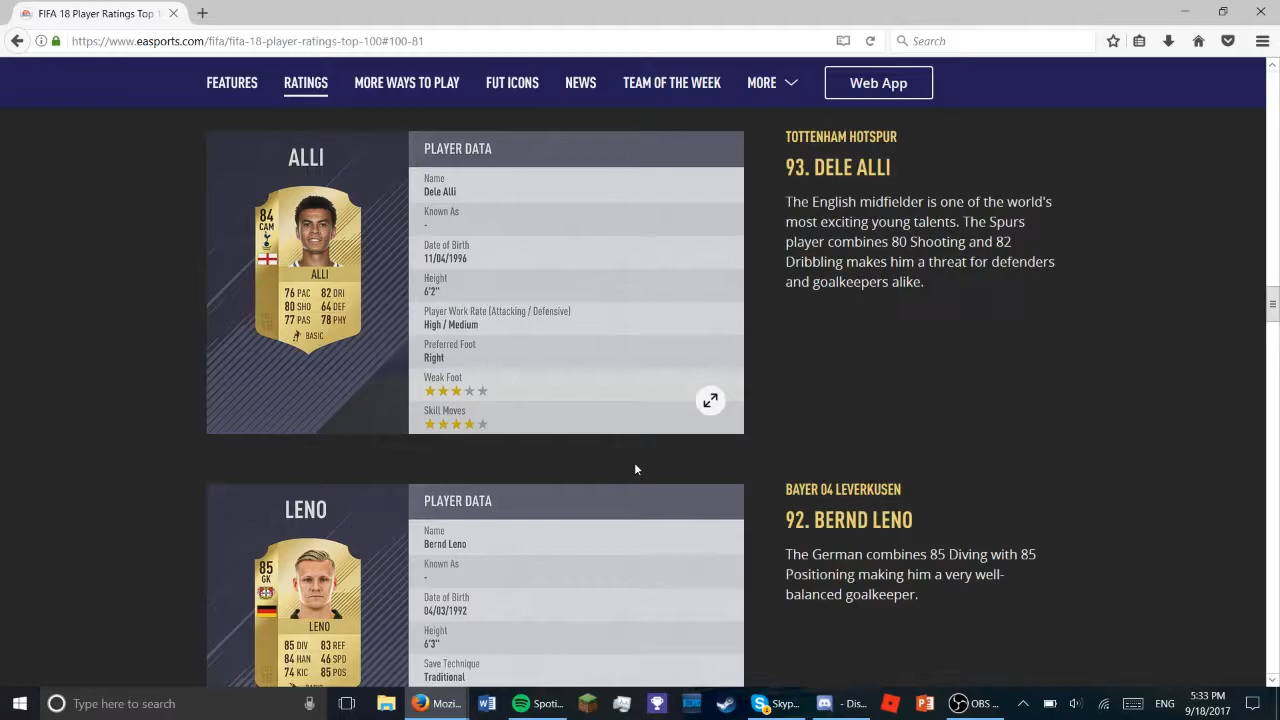 FIFA 18 Player Ratings Top 1
https://www.easports.com/fifa/fifa-18-player-ratings-top-100#100-81
Search
FEATURES
RATINGS
MORE WAYS TO PLAY
FUT ICONS
NEWS
TEAM OF THE WEEK
MORE
Web App
ALLI
84
CAM
ALLI
76 PAC 82 DRI
80 SHO 64 DEF
77 PAS 78 PHY
BASIC
PLAYER DATA
Name
Dele Alli
Known As
-
Date of Birth
11/04/1996
Height
6'2"
Player Work Rate (Attacking / Defensive)
High / Medium
Preferred Foot
Right
Weak Foot
Skill Moves
TOTTENHAM HOTSPUR
93. DELE ALLI
The English midfielder is one of the world's
most exciting young talents. The Spurs
player combines 80 Shooting and 82
Dribbling makes him a threat for defenders
and goalkeepers alike.
LENO
85
GK
LENO
85 DIV 83 REF
84 HAN 46 SPD
74 KIC 85 POS
PLAYER DATA
Name
Bernd Leno
Known As
-
Date of Birth
04/03/1992
Height
6'3"
Save Technique
Traditional
BAYER 04 LEVERKUSEN
92. BERND LENO
The German combines 85 Diving with 85
Positioning making him a very well-
balanced goalkeeper.
Type here to search
Mozi...
Spoti...
Skyp...
- Dis...
OBS ...
5:33 PM
9/18/2017